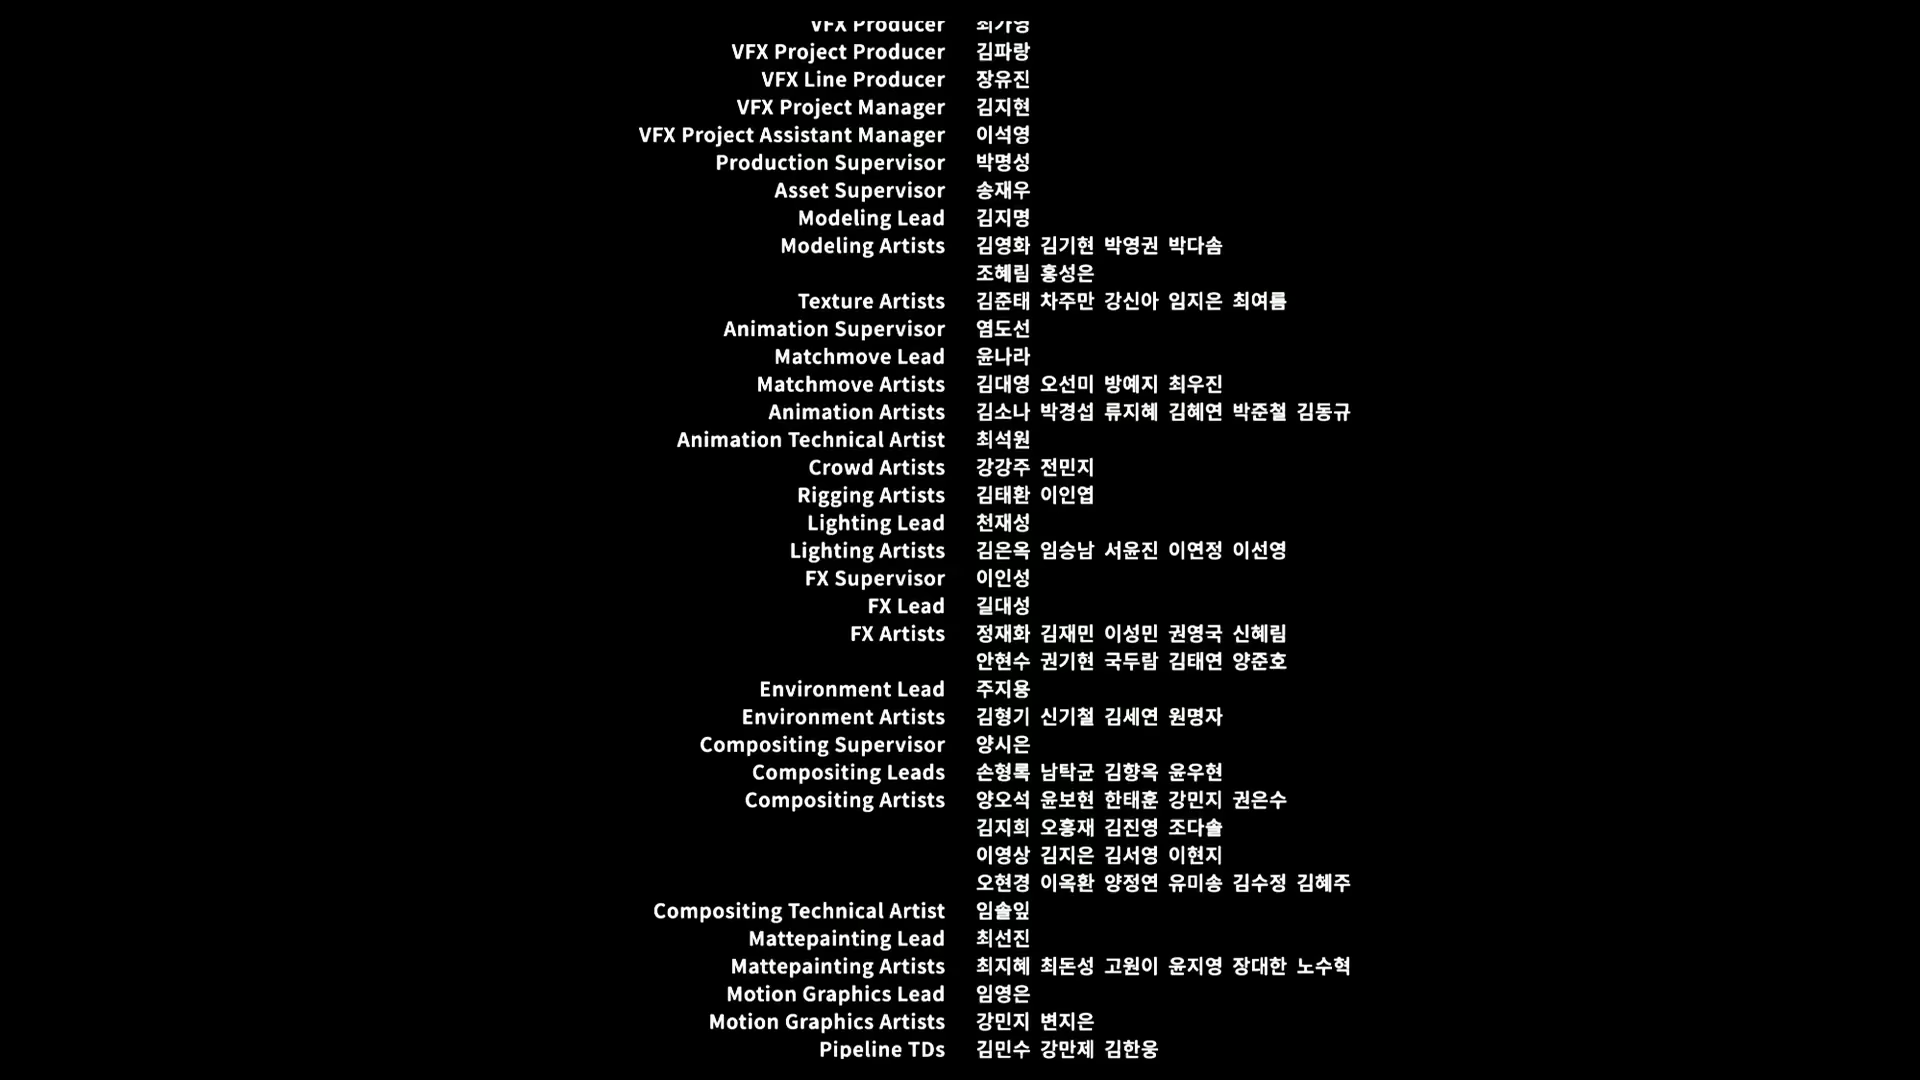 VFX Producer 최가영
VFX Project Producer 김파랑
VFX Line Producer 장유진
VFX Project Manager 김지현
VFX Project Assistant Manager 이석영
Production Supervisor 박명성
Asset Supervisor 송재우
Modeling Lead 김지명
Modeling Artists 김영화 김기현 박영권 박다솜
조혜림 홍성은
Texture Artists 김준태 차주만 강신아 임지은 최여름
Animation Supervisor 염도선
Matchmove Lead 윤나라
Matchmove Artists 김대영 오선미 방예지 최우진
Animation Artists 김소나 박경섭 류지혜 김혜연 박준철 김동규
Animation Technical Artist 최석원
Crowd Artists 강강주 전민지
Rigging Artists 김태환 이인엽
Lighting Lead 천재성
Lighting Artists 김은옥 임승남 서윤진 이연정 이선영
FX Supervisor 이인성
FX Lead 길대성
FX Artists 정재화 김재민 이성민 권영국 신혜림
안현수 권기현 국두람 김태연 양준호
Environment Lead 주지용
Environment Artists 김형기 신기철 김세연 원명자
Compositing Supervisor 양시은
Compositing Leads 손형록 남탁균 김향옥 윤우현
Compositing Artists 양오석 윤보현 한태훈 강민지 권은수
김지희 오흥재 김진영 조다솔
이영상 김지은 김서영 이현지
오현경 이옥환 양정연 유미송 김수정 김혜주
Compositing Technical Artist 임솔잎
Mattepainting Lead 최선진
Mattepainting Artists 최지혜 최돈성 고원이 윤지영 장대한 노수혁
Motion Graphics Lead 임영은
Motion Graphics Artists 강민지 변지은
Pipeline TDs 김민수 강만제 김한웅